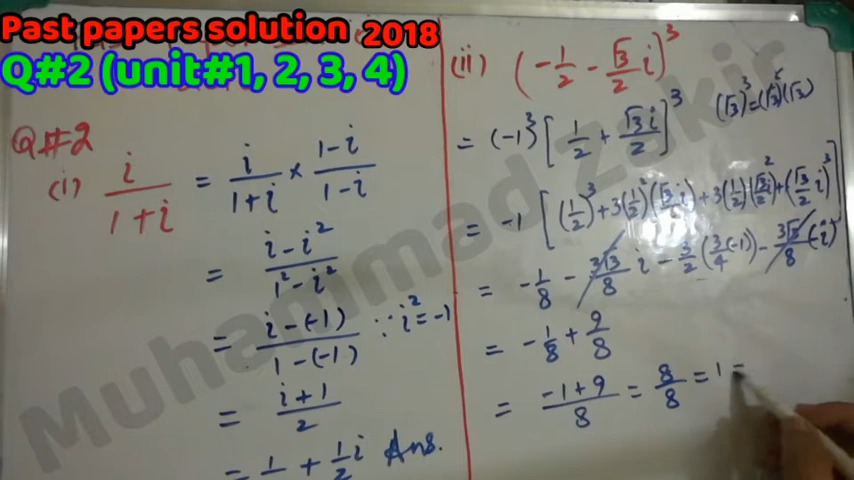 Past papers solution 2018
Q#2 (unit#1, 2, 3, 4)
Q#2
(i) i/(1+i) = i/(1+i) × (1-i)/(1-i)
= (i-i²)/(1²-i²)
= (i-(-1))/(1-(-1)) ∵ i²=-1
= (i+1)/2
= 1/ + 1/2 i Ans.
(ii) (-1/2 - √3/2 i)³
= (-1)³ [1/2 + √3i/2]³ (√3)³=(√3)²(√3)
= -1 [(1/2)³+3(1/2)²(√3/2 i)+3(1/2)(√3/2 i)²+(√3/2 i)³]
= -1/8 - 3√3/8 i - 3/2 (3/4 (-1)) - 3√3/8 (-i)
= -1/8 + 9/8
= (-1+9)/8 = 8/8 = 1 =
Muhammad Zakir